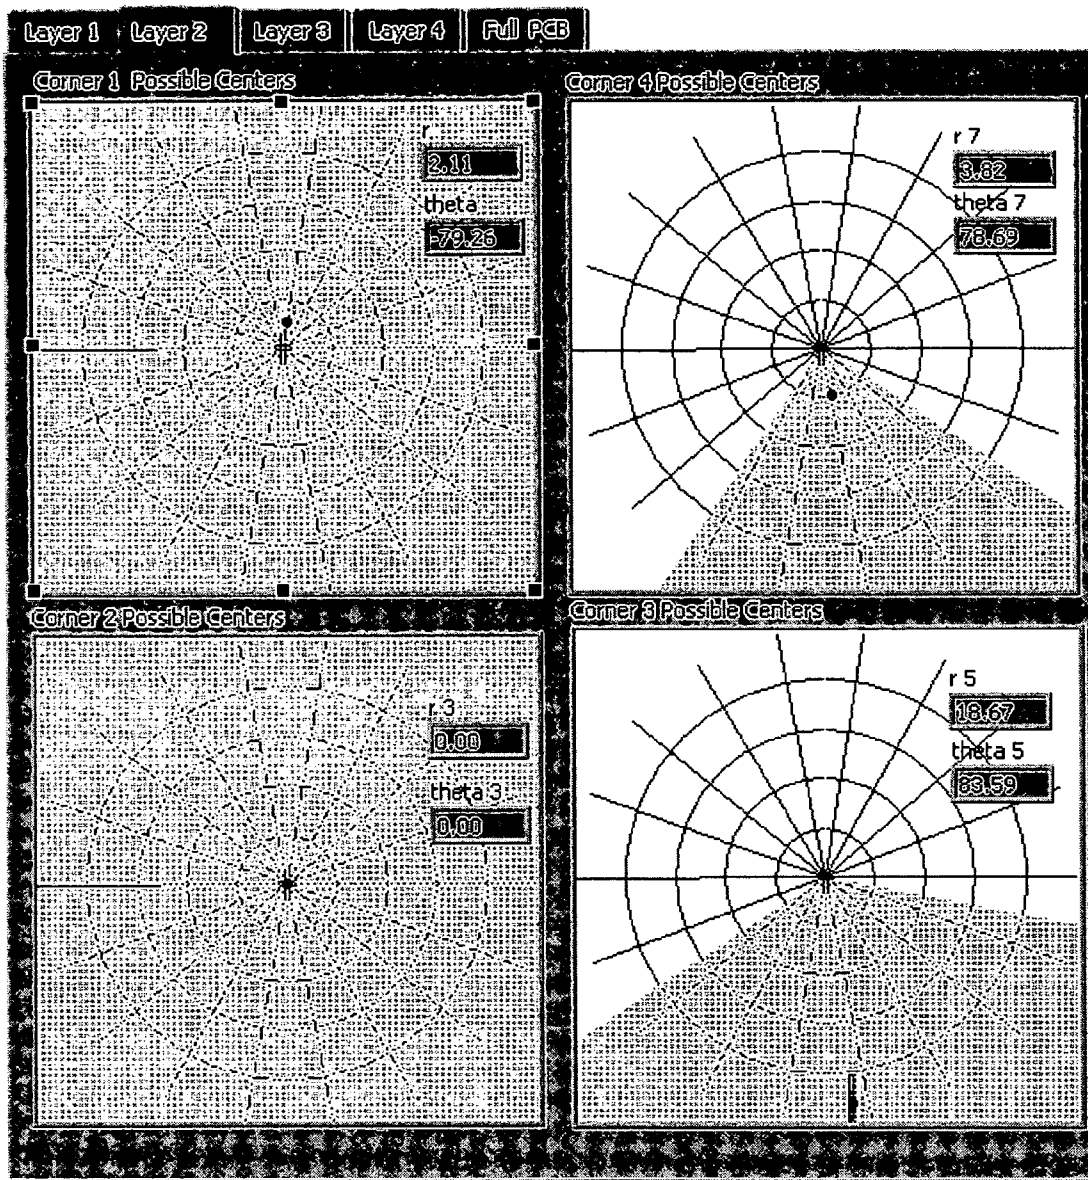 Layer 1 Layer 2 Layer 3 Layer 4 Full PCB
Corner 1 Possible Centers
r
2.11
theta
-79.26
Corner 4 Possible Centers
r 7
3.82
theta 7
78.69
Corner 2 Possible Centers
r 3
0.00
theta 3
0.00
Corner 3 Possible Centers
r 5
18.67
theta 5
83.59